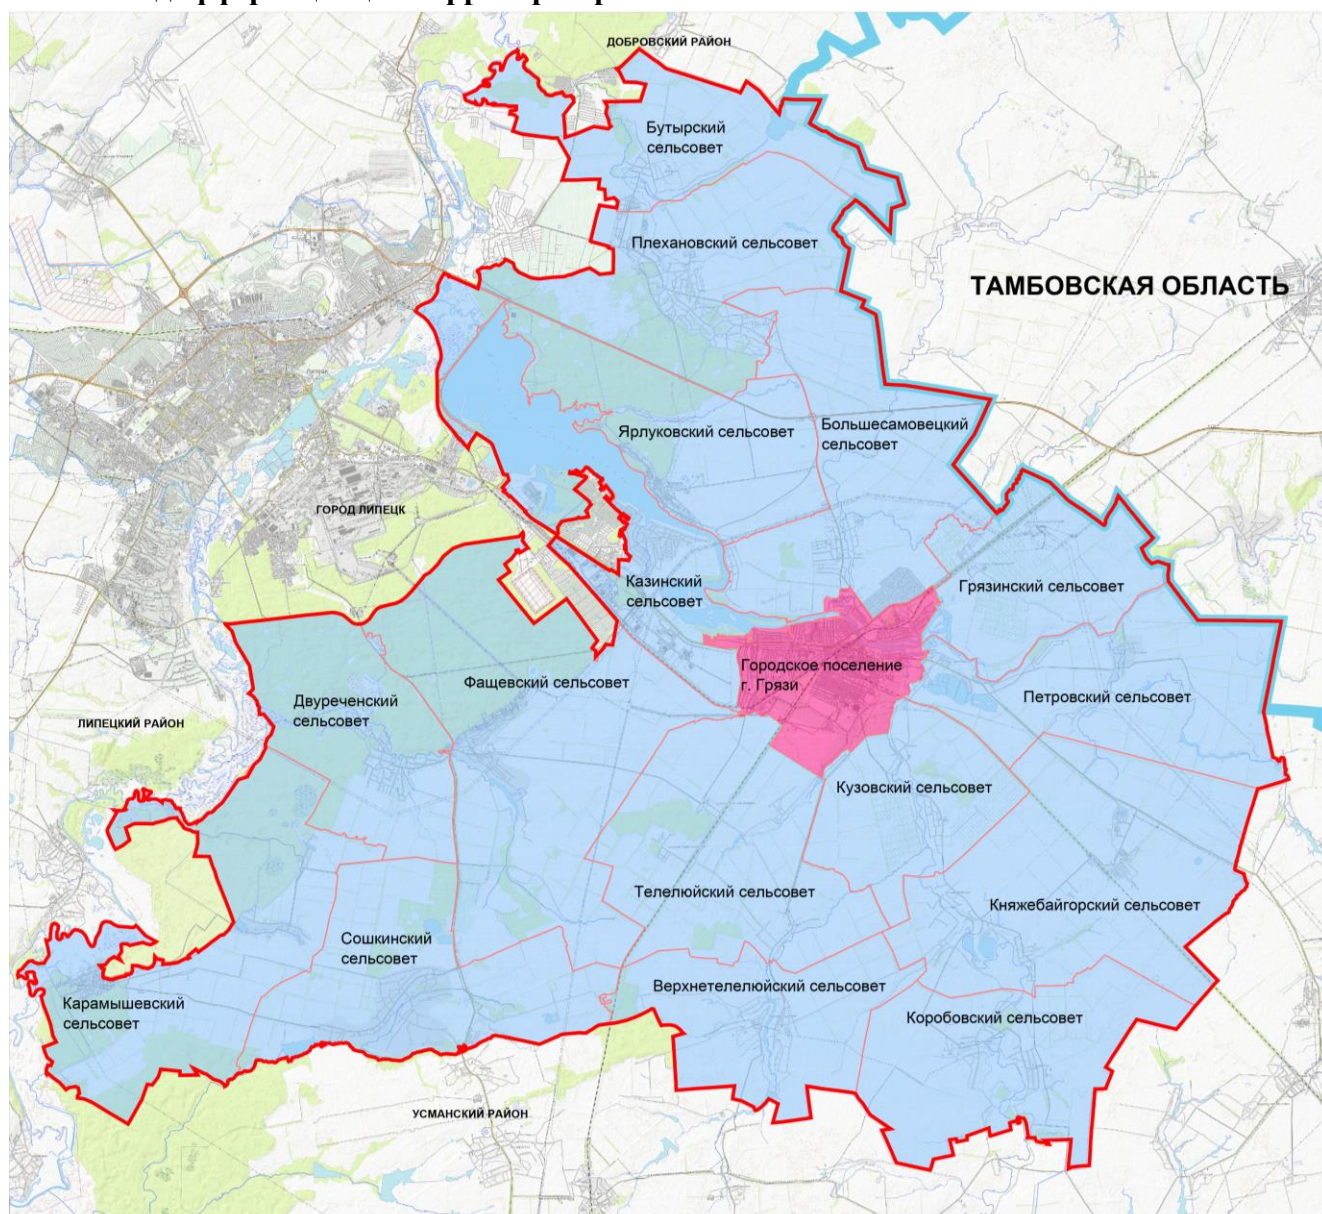 ДОБРОВСКИЙ РАЙОН
Бутырский
сельсовет
Плехановский сельсовет
ТАМБОВСКАЯ ОБЛАСТЬ
Ярлуковский сельсовет
Большесамовецкий
сельсовет
ГОРОД ЛИПЕЦК
Казинский
сельсовет
Грязинский сельсовет
Городское поселение
г. Грязи
Фащевский сельсовет
Двуреченский
сельсовет
Петровский сельсовет
ЛИПЕЦКИЙ РАЙОН
Кузовский сельсовет
Телелюйский сельсовет
Княжебайгорский сельсовет
Сошкинский
сельсовет
Верхнетелелюйский сельсовет
Карамышевский
сельсовет
Коробовский сельсовет
УСМАНСКИЙ РАЙОН